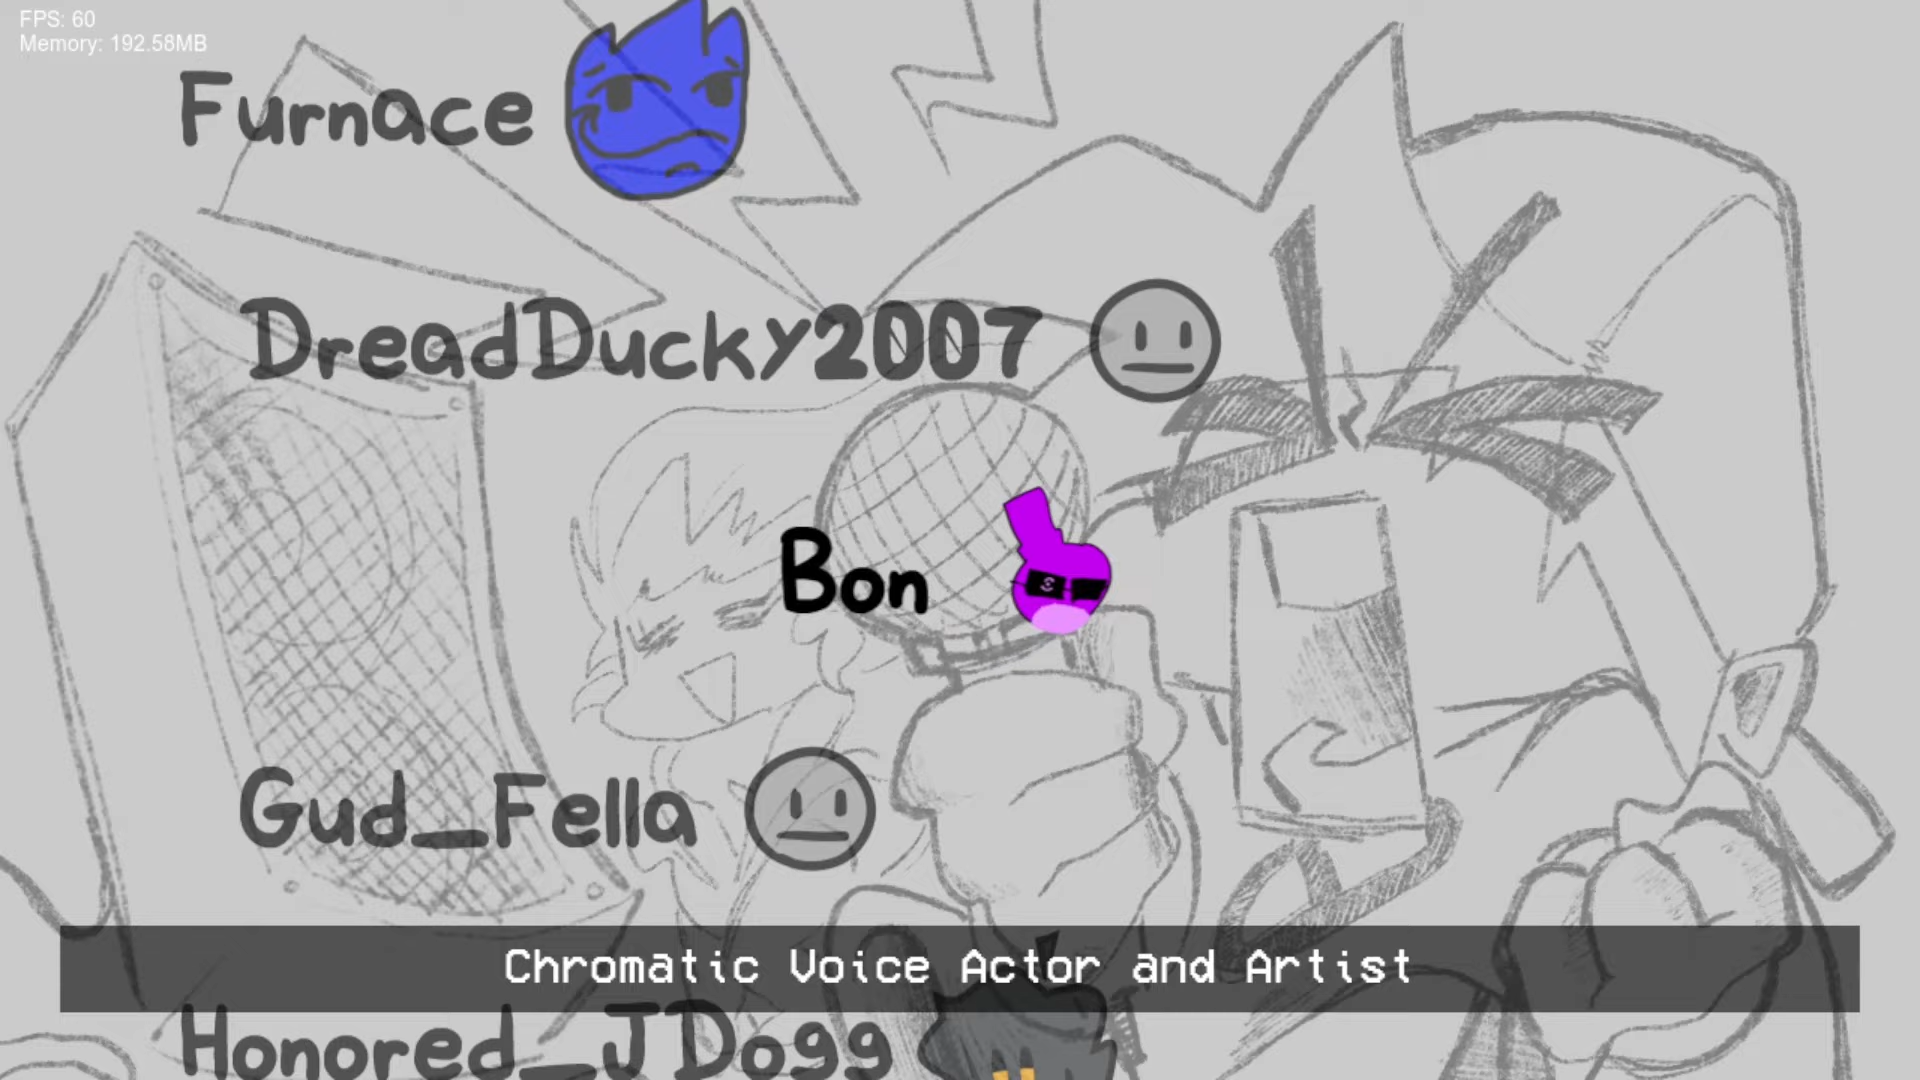 FPS: 60
Memory: 192.58MB
Furnace
DreadDucky2007
Bon
Gud_Fella
Chromatic Voice Actor and Artist
Honored_JDogg